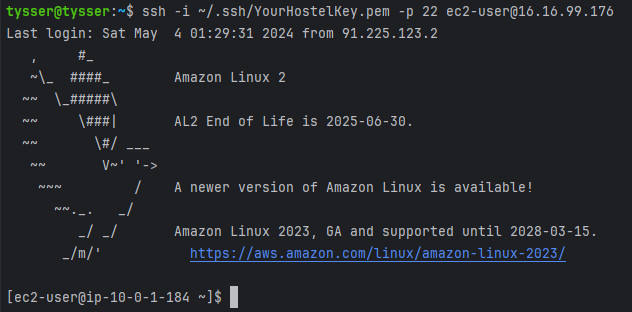 tysser@tysser:~$ ssh -i ~/.ssh/YourHostelKey.pem -p 22 ec2-user@16.16.99.176
Last login: Sat May  4 01:29:31 2024 from 91.225.123.2
   ,     #_
   ~\_  ####_        Amazon Linux 2
  ~~  \_#####\
  ~~     \###|       AL2 End of Life is 2025-06-30.
  ~~       \#/ ___
   ~~       V~' '->
    ~~~         /    A newer version of Amazon Linux is available!
      ~~._.   _/
         _/ _/       Amazon Linux 2023, GA and supported until 2028-03-15.
       _/m/'           https://aws.amazon.com/linux/amazon-linux-2023/
[ec2-user@ip-10-0-1-184 ~]$